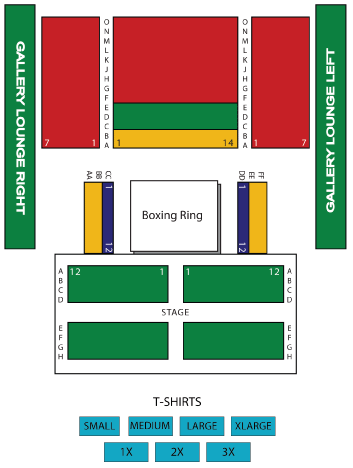 GALLERY LOUNGE RIGHT
GALLERY LOUNGE LEFT
O
N
M
L
K
J
H
G
F
E
D
C
B
A
O
N
M
L
K
J
H
G
F
E
D
C
B
A
7 1
1 14
1 7
AA
BB
CC
1
12
Boxing Ring
DD
EE
FF
1
12
A
B
C
D
12 1
1 12
A
B
C
D
STAGE
E
F
G
H
E
F
G
H
T-SHIRTS
SMALL MEDIUM LARGE XLARGE
1X 2X 3X